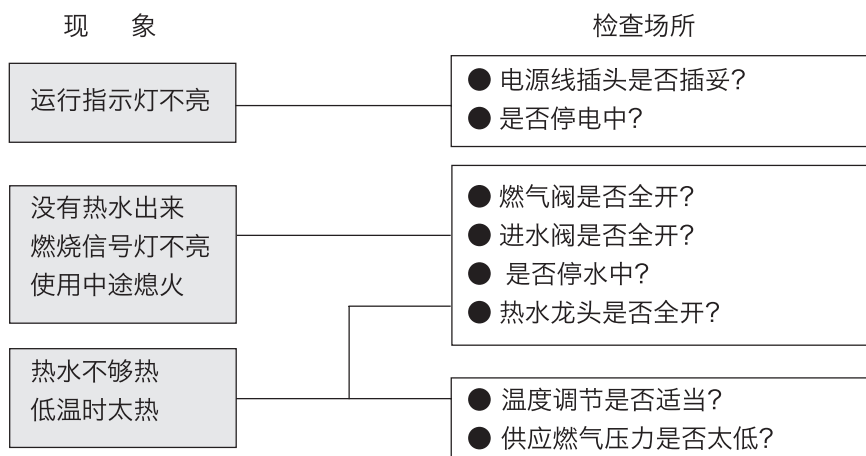 现 象
检查场所
运行指示灯不亮
● 电源线插头是否插妥?
● 是否停电中?
没有热水出来
燃烧信号灯不亮
使用中途熄火
● 燃气阀是否全开?
● 进水阀是否全开?
● 是否停水中?
● 热水龙头是否全开?
热水不够热
低温时太热
● 温度调节是否适当?
● 供应燃气压力是否太低?